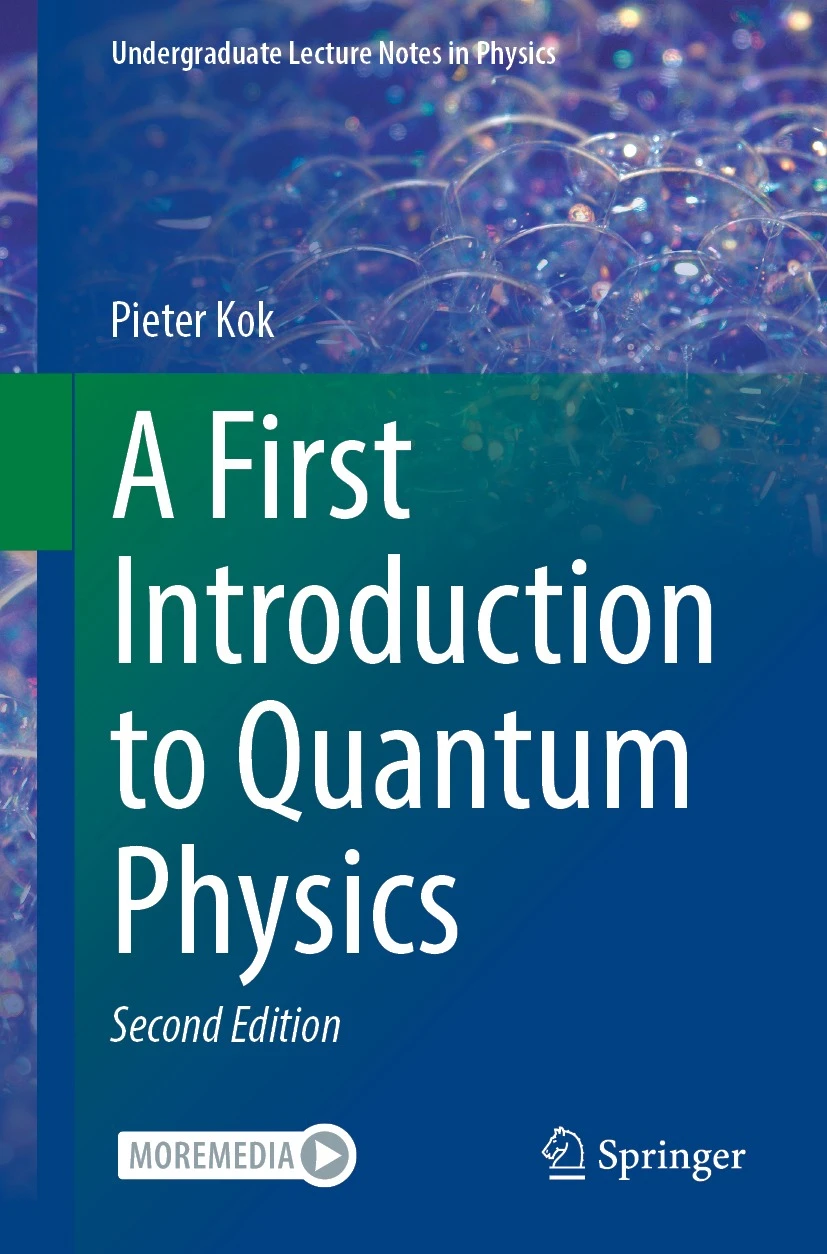 Undergraduate Lecture Notes in Physics
Pieter Kok
A First
Introduction
to Quantum
Physics
Second Edition
MOREMEDIA
Springer